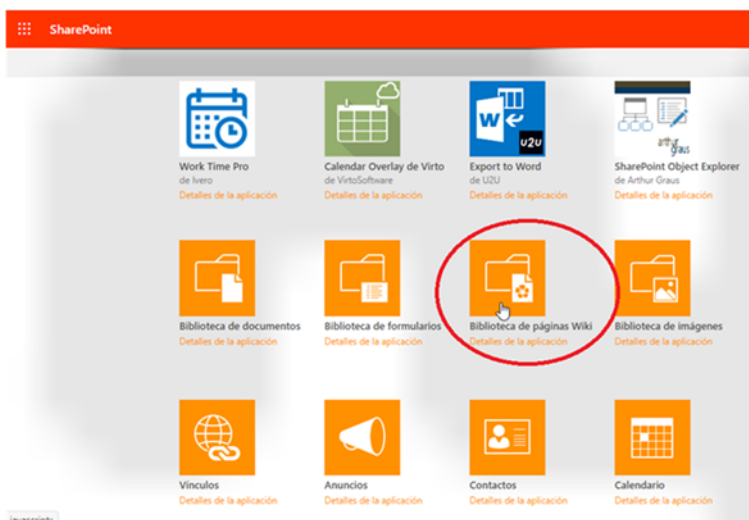 SharePoint
Work Time Pro
de Ivero
Detalles de la aplicación
Calendar Overlay de Virto
de VirtoSoftware
Detalles de la aplicación
W
U2U
Export to Word
de U2U
Detalles de la aplicación
arthur
graus
SharePoint Object Explorer
de Arthur Graus
Detalles de la aplicación
Biblioteca de documentos
Detalles de la aplicación
Biblioteca de formularios
Detalles de la aplicación
Biblioteca de páginas Wiki
Detalles de la aplicación
Biblioteca de imágenes
Detalles de la aplicación
Vínculos
Detalles de la aplicación
Anuncios
Detalles de la aplicación
Contactos
Detalles de la aplicación
Calendario
Detalles de la aplicación